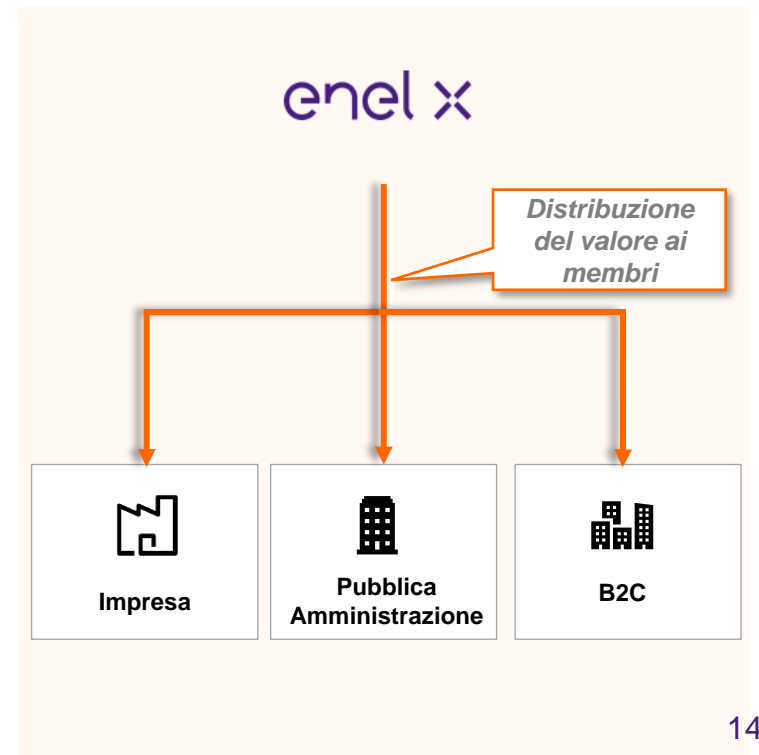 enel x
Distribuzione
del valore ai
membri
Impresa
Pubblica
Amministrazione
B2C
14